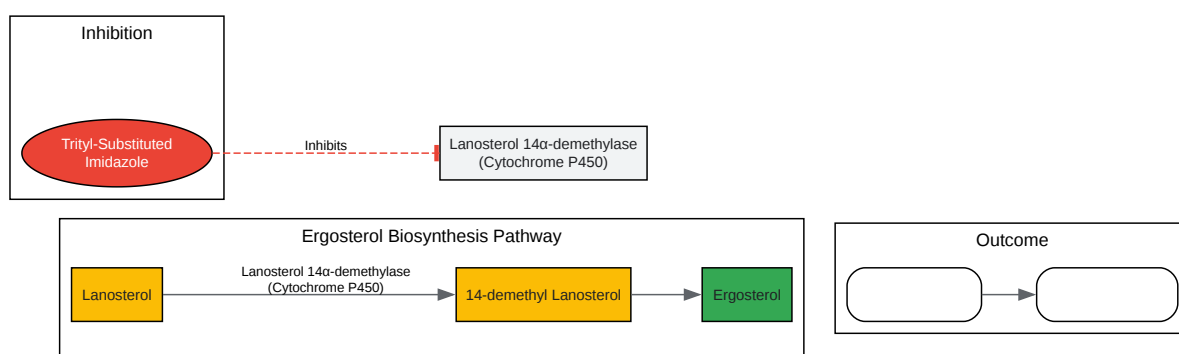 Inhibition
Trityl-Substituted
Imidazole
Inhibits
Lanosterol 14α-demethylase
(Cytochrome P450)
Ergosterol Biosynthesis Pathway
Lanosterol
Lanosterol 14α-demethylase
(Cytochrome P450)
14-demethyl Lanosterol
Ergosterol
Outcome